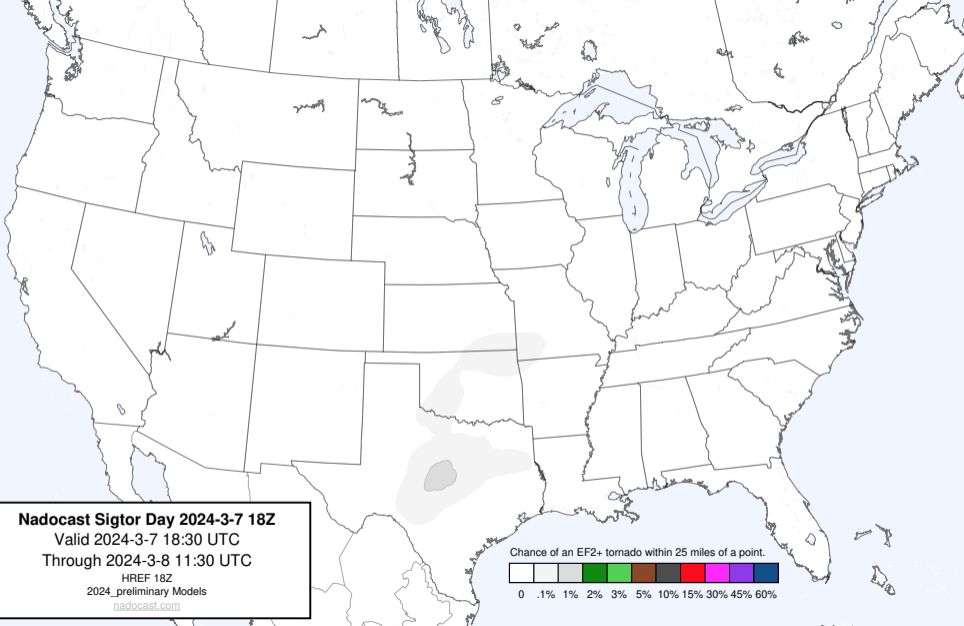 Nadocast Sigtor Day 2024-3-7 18Z
Valid 2024-3-7 18:30 UTC
Through 2024-3-8 11:30 UTC
HREF 18Z
2024_preliminary Models
nadocast.com
Chance of an EF2+ tornado within 25 miles of a point.
0 .1% 1% 2% 3% 5% 10% 15% 30% 45% 60%